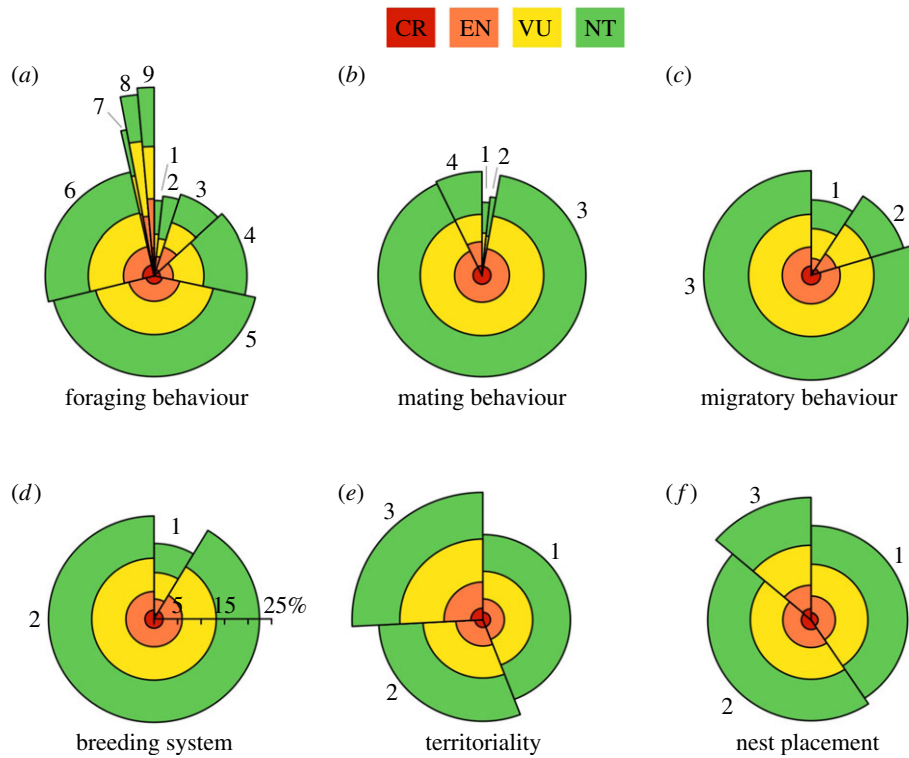 CR EN VU NT
(a) (b) (c)
7 8 9 1 2 3 4 5 6
1 2 3 4
1 2 3
foraging behaviour mating behaviour migratory behaviour
(d) (e) (f)
1 2 5 15 25%
3 1 2
3 1 2
breeding system territoriality nest placement